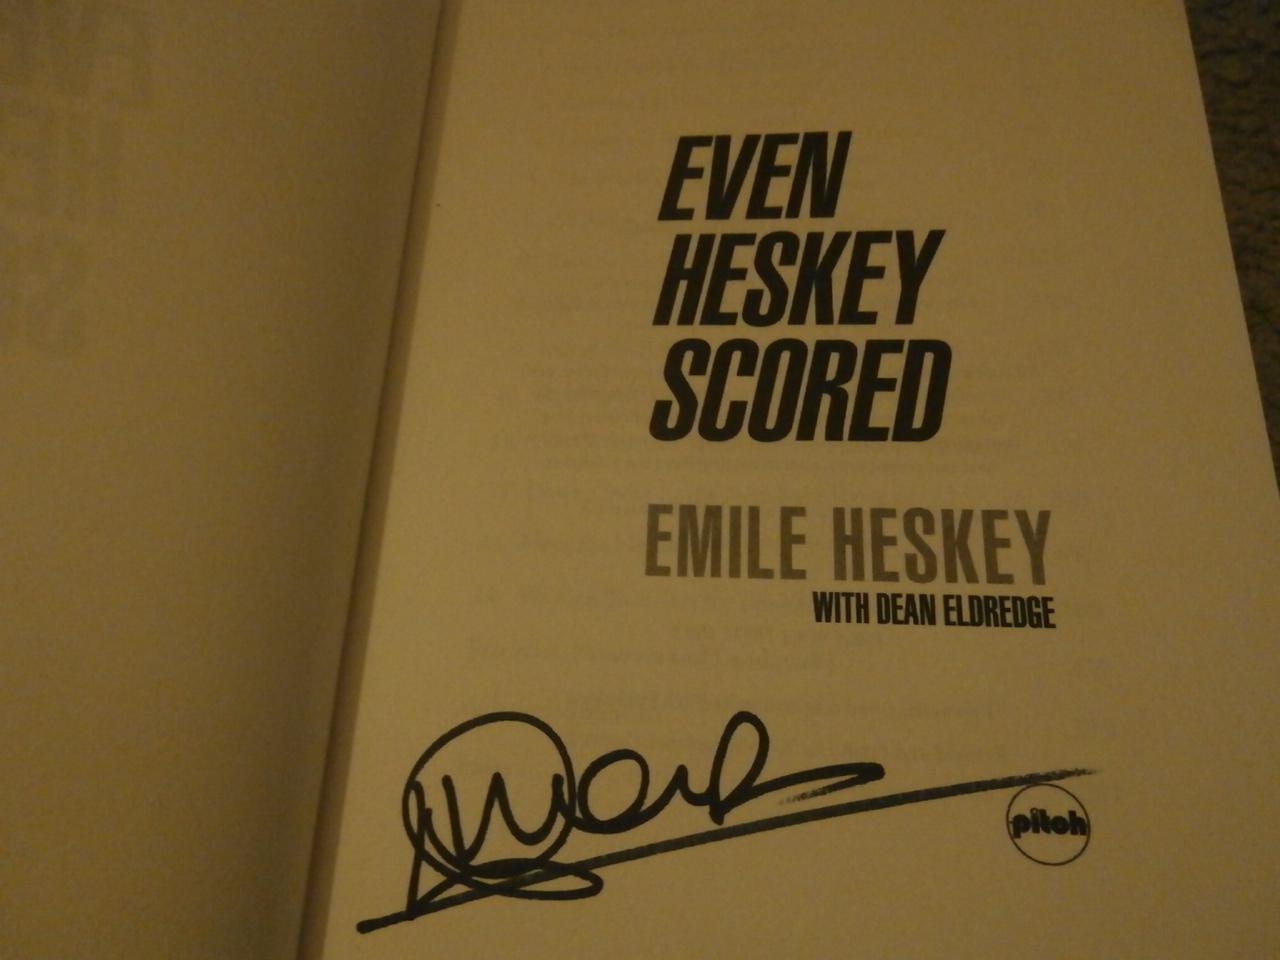 EVEN
HESKEY
SCORED
EMILE HESKEY
WITH DEAN ELDREDGE
pitch